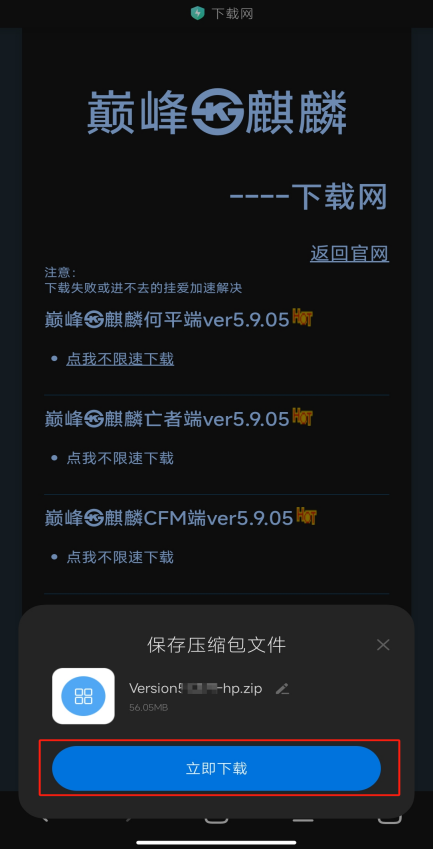 下载网
巅峰麒麟
----下载网
返回官网
注意：
下载失败或进不去的挂爱加速解决
巅峰麒麟何平端ver5.9.05 HOT
点我不限速下载
巅峰麒麟亡者端ver5.9.05 HOT
点我不限速下载
巅峰麒麟CFM端ver5.9.05 HOT
点我不限速下载
保存压缩包文件
Version5-hp.zip
56.05MB
立即下载